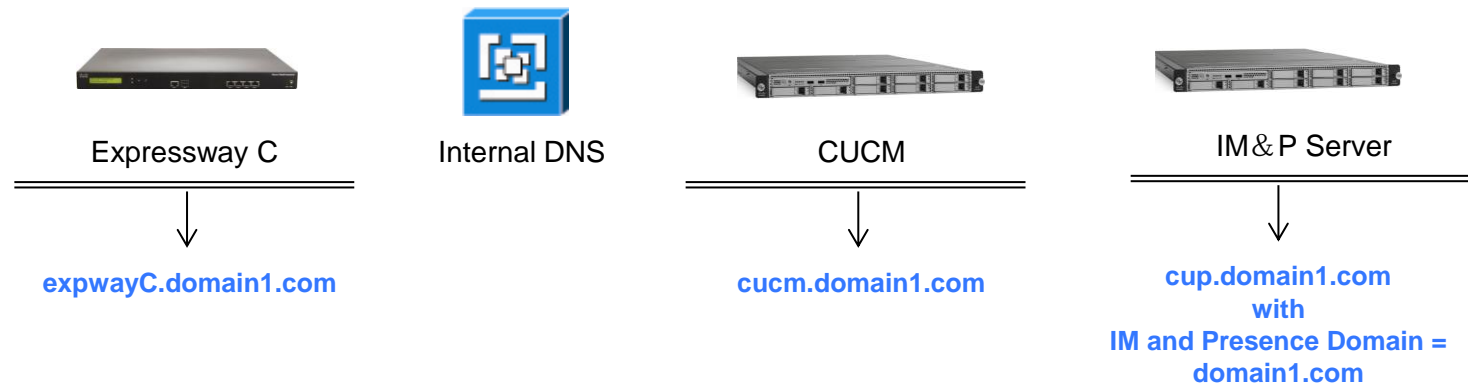 Expressway C
Internal DNS
CUCM
IM&P Server
expwayC.domain1.com
cucm.domain1.com
cup.domain1.com
with
IM and Presence Domain =
domain1.com